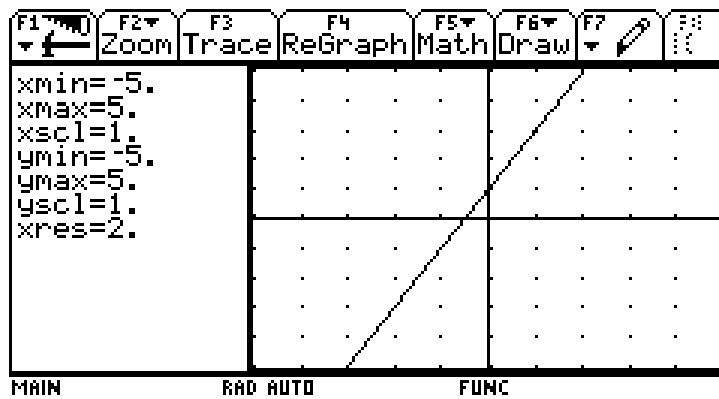 F1 F2 F3 F4 F5 F6 F7
Zoom Trace ReGraph Math Draw
xmin=-5.
xmax=5.
xscl=1.
ymin=-5.
ymax=5.
yscl=1.
xres=2.
MAIN RAD AUTO FUNC